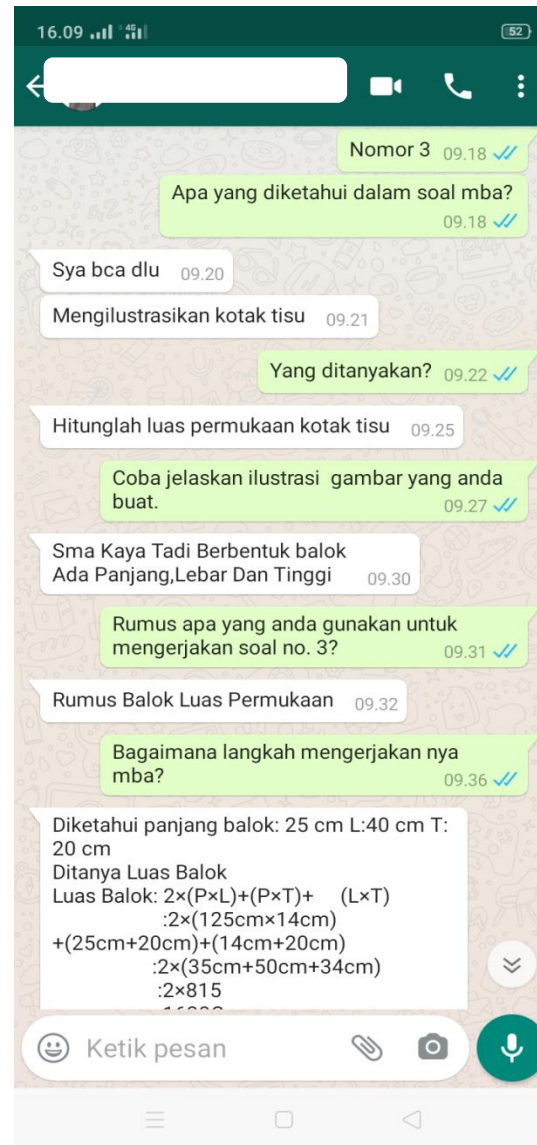 16.09
4G
52
Nomor 3 09.18
Apa yang diketahui dalam soal mba?
09.18
Sya bca dlu 09.20
Mengilustrasikan kotak tisu 09.21
Yang ditanyakan? 09.22
Hitunglah luas permukaan kotak tisu 09.25
Coba jelaskan ilustrasi gambar yang anda
buat. 09.27
Sma Kaya Tadi Berbentuk balok
Ada Panjang,Lebar Dan Tinggi 09.30
Rumus apa yang anda gunakan untuk
mengerjakan soal no. 3? 09.31
Rumus Balok Luas Permukaan 09.32
Bagaimana langkah mengerjakan nya
mba? 09.36
Diketahui panjang balok: 25 cm L:40 cm T:
20 cm
Ditanya Luas Balok
Luas Balok: 2×(P×L)+(P×T)+ (L×T)
:2×(125cm×14cm)
+(25cm+20cm)+(14cm+20cm)
:2×(35cm+50cm+34cm)
:2×815
Ketik pesan